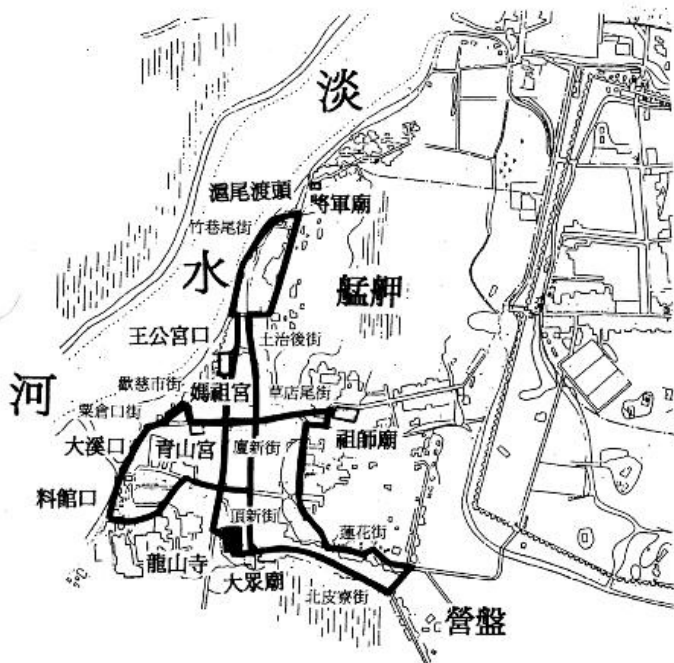 淡
水
河
滬尾渡頭
將軍廟
竹巷尾街
艋舺
王公宮口
土治後街
歡慈市街
媽祖宮
草店尾街
粟倉口街
大溪口
青山宮
廈新街
祖師廟
料館口
頂新街
蓮花街
龍山寺
大眾廟
北皮寮街
營盤